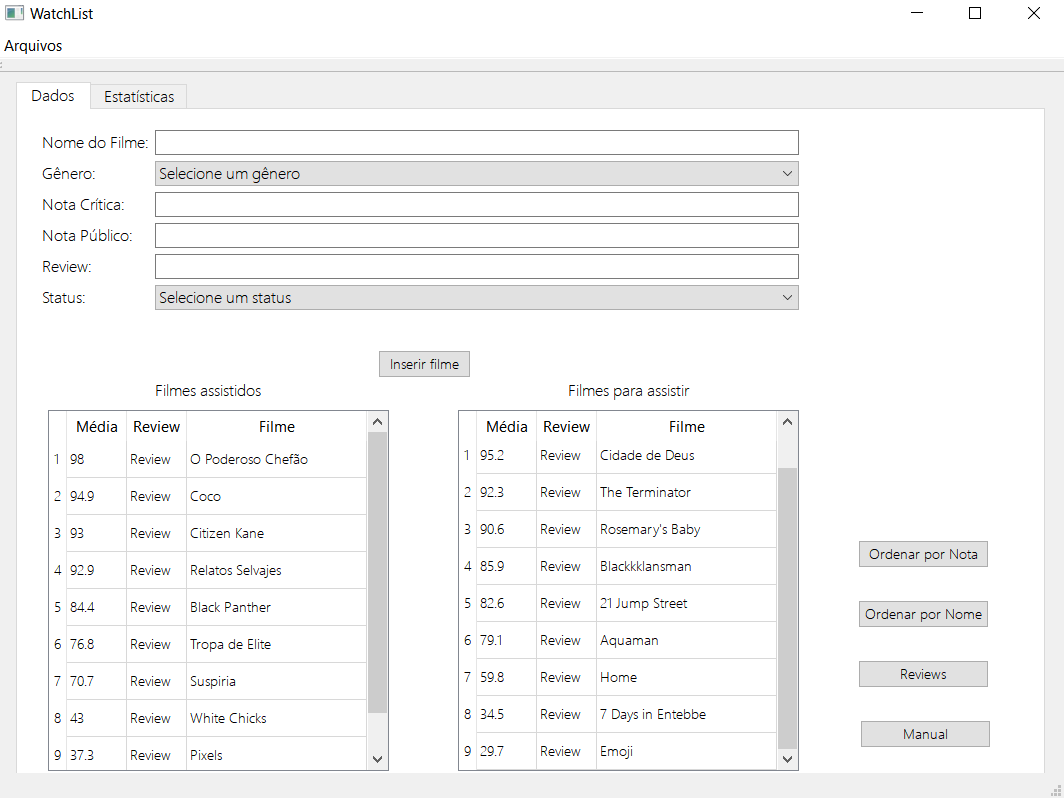 WatchList
Arquivos
Dados Estatísticas
Nome do Filme:
Gênero: Selecione um gênero
Nota Crítica:
Nota Público:
Review:
Status: Selecione um status
Inserir filme
Filmes assistidos
Média Review Filme
1 98 Review O Poderoso Chefão
2 94.9 Review Coco
3 93 Review Citizen Kane
4 92.9 Review Relatos Selvajes
5 84.4 Review Black Panther
6 76.8 Review Tropa de Elite
7 70.7 Review Suspiria
8 43 Review White Chicks
9 37.3 Review Pixels
Filmes para assistir
Média Review Filme
1 95.2 Review Cidade de Deus
2 92.3 Review The Terminator
3 90.6 Review Rosemary's Baby
4 85.9 Review Blackkklansman
5 82.6 Review 21 Jump Street
6 79.1 Review Aquaman
7 59.8 Review Home
8 34.5 Review 7 Days in Entebbe
9 29.7 Review Emoji
Ordenar por Nota
Ordenar por Nome
Reviews
Manual